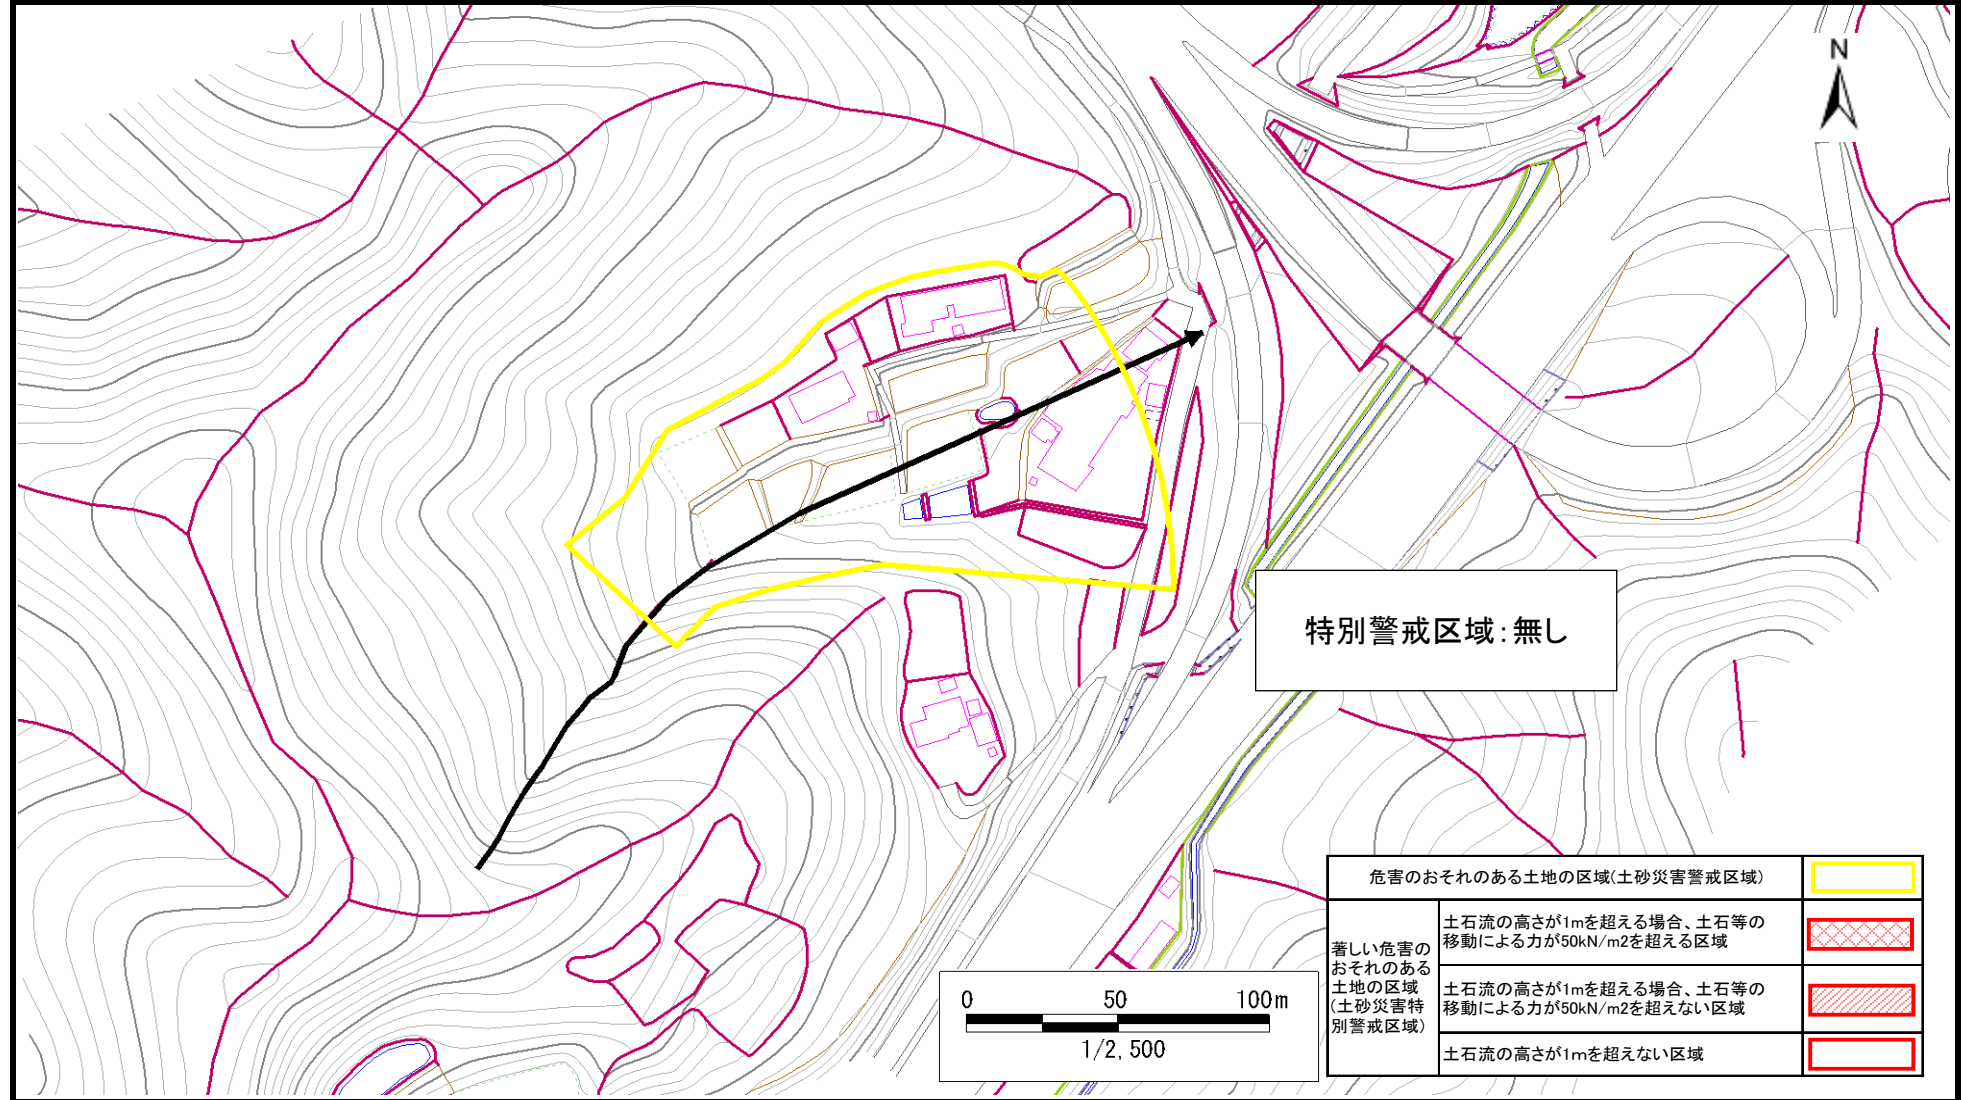 N
特別警戒区域：無し
危害のおそれのある土地の区域(土砂災害警戒区域)
著しい危害の
おそれのある
土地の区域
(土砂災害特
別警戒区域)
土石流の高さが1mを超える場合、土石等の
移動による力が50kN/m2を超える区域
土石流の高さが1mを超える場合、土石等の
移動による力が50kN/m2を超えない区域
土石流の高さが1mを超えない区域
0 50 100m
1/2,500